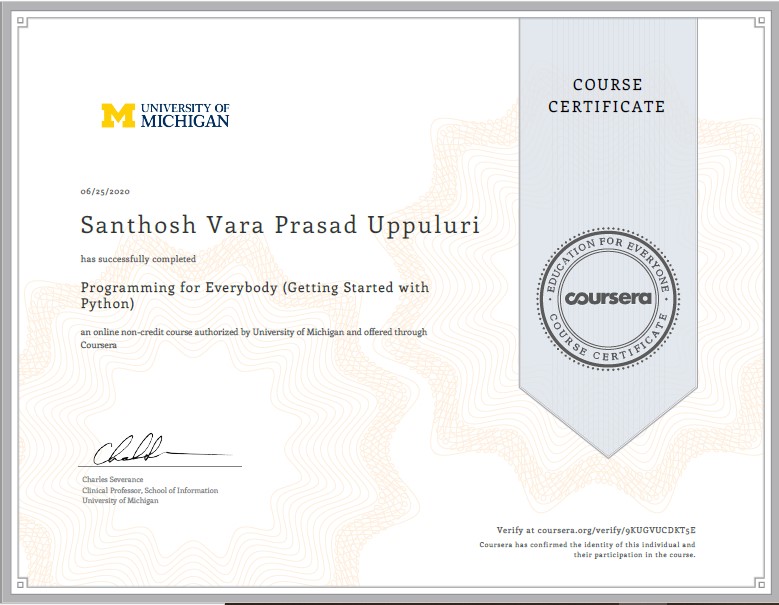 UNIVERSITY OF
MICHIGAN
COURSE
CERTIFICATE
06/25/2020
Santhosh Vara Prasad Uppuluri
has successfully completed
Programming for Everybody (Getting Started with
Python)
an online non-credit course authorized by University of Michigan and offered through
Coursera
EDUCATION FOR EVERYONE
coursera
COURSE CERTIFICATE
Charles Severance
Clinical Professor, School of Information
University of Michigan
Verify at coursera.org/verify/9KUGVUCDKT5E
Coursera has confirmed the identity of this individual and
their participation in the course.